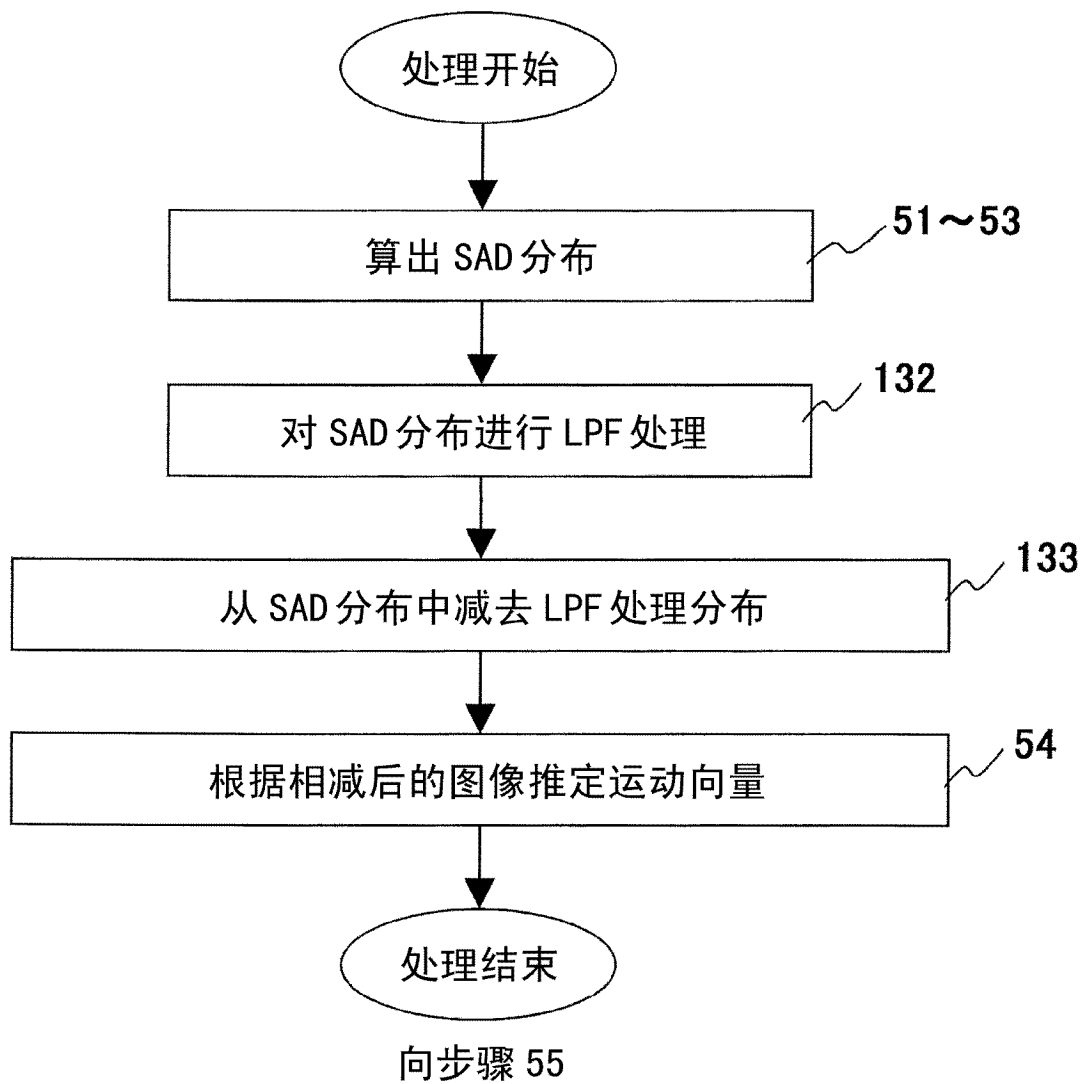 处理开始
51～53
算出 SAD 分布
132
对 SAD 分布进行 LPF 处理
133
从 SAD 分布中减去 LPF 处理分布
54
根据相减后的图像推定运动向量
处理结束
向步骤 55